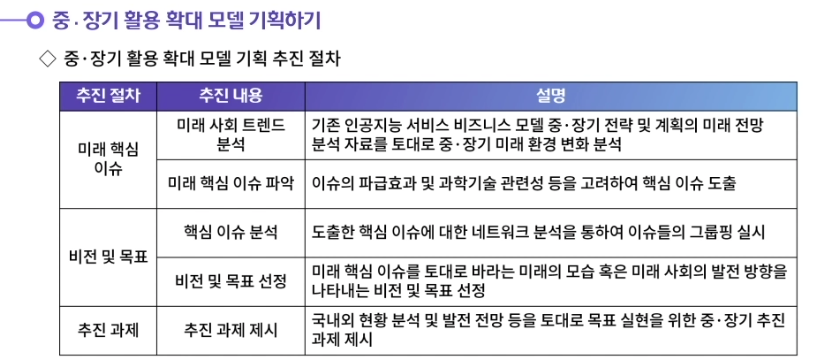 중·장기 활용 확대 모델 기획하기
◇ 중·장기 활용 확대 모델 기획 추진 절차
추진 절차 추진 내용 설명
미래 핵심
이슈
미래 사회 트렌드
분석
기존 인공지능 서비스 비즈니스 모델 중·장기 전략 및 계획의 미래 전망
분석 자료를 토대로 중·장기 미래 환경 변화 분석
미래 핵심 이슈 파악
이슈의 파급효과 및 과학기술 관련성 등을 고려하여 핵심 이슈 도출
비전 및 목표
핵심 이슈 분석
도출한 핵심 이슈에 대한 네트워크 분석을 통하여 이슈들의 그룹핑 실시
비전 및 목표 선정
미래 핵심 이슈를 토대로 바라는 미래의 모습 혹은 미래 사회의 발전 방향을
나타내는 비전 및 목표 선정
추진 과제
추진 과제 제시
국내외 현황 분석 및 발전 전망 등을 토대로 목표 실현을 위한 중·장기 추진
과제 제시